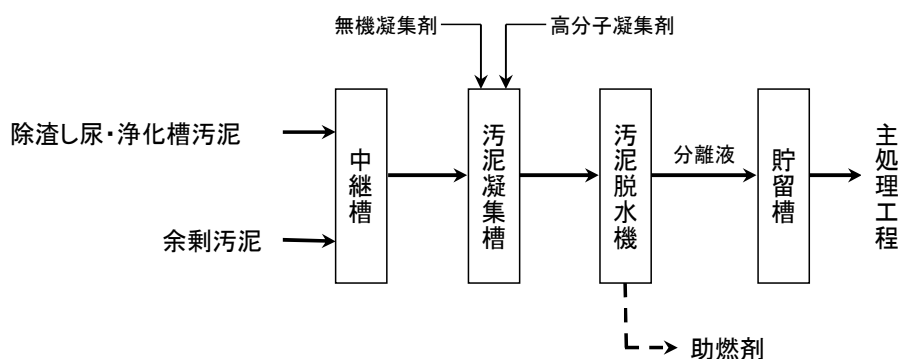 無機凝集剤
高分子凝集剤
除渣し尿・浄化槽汚泥
余剰汚泥
中継槽
汚泥凝集槽
汚泥脱水機
分離液
貯留槽
主処理工程
助燃剤